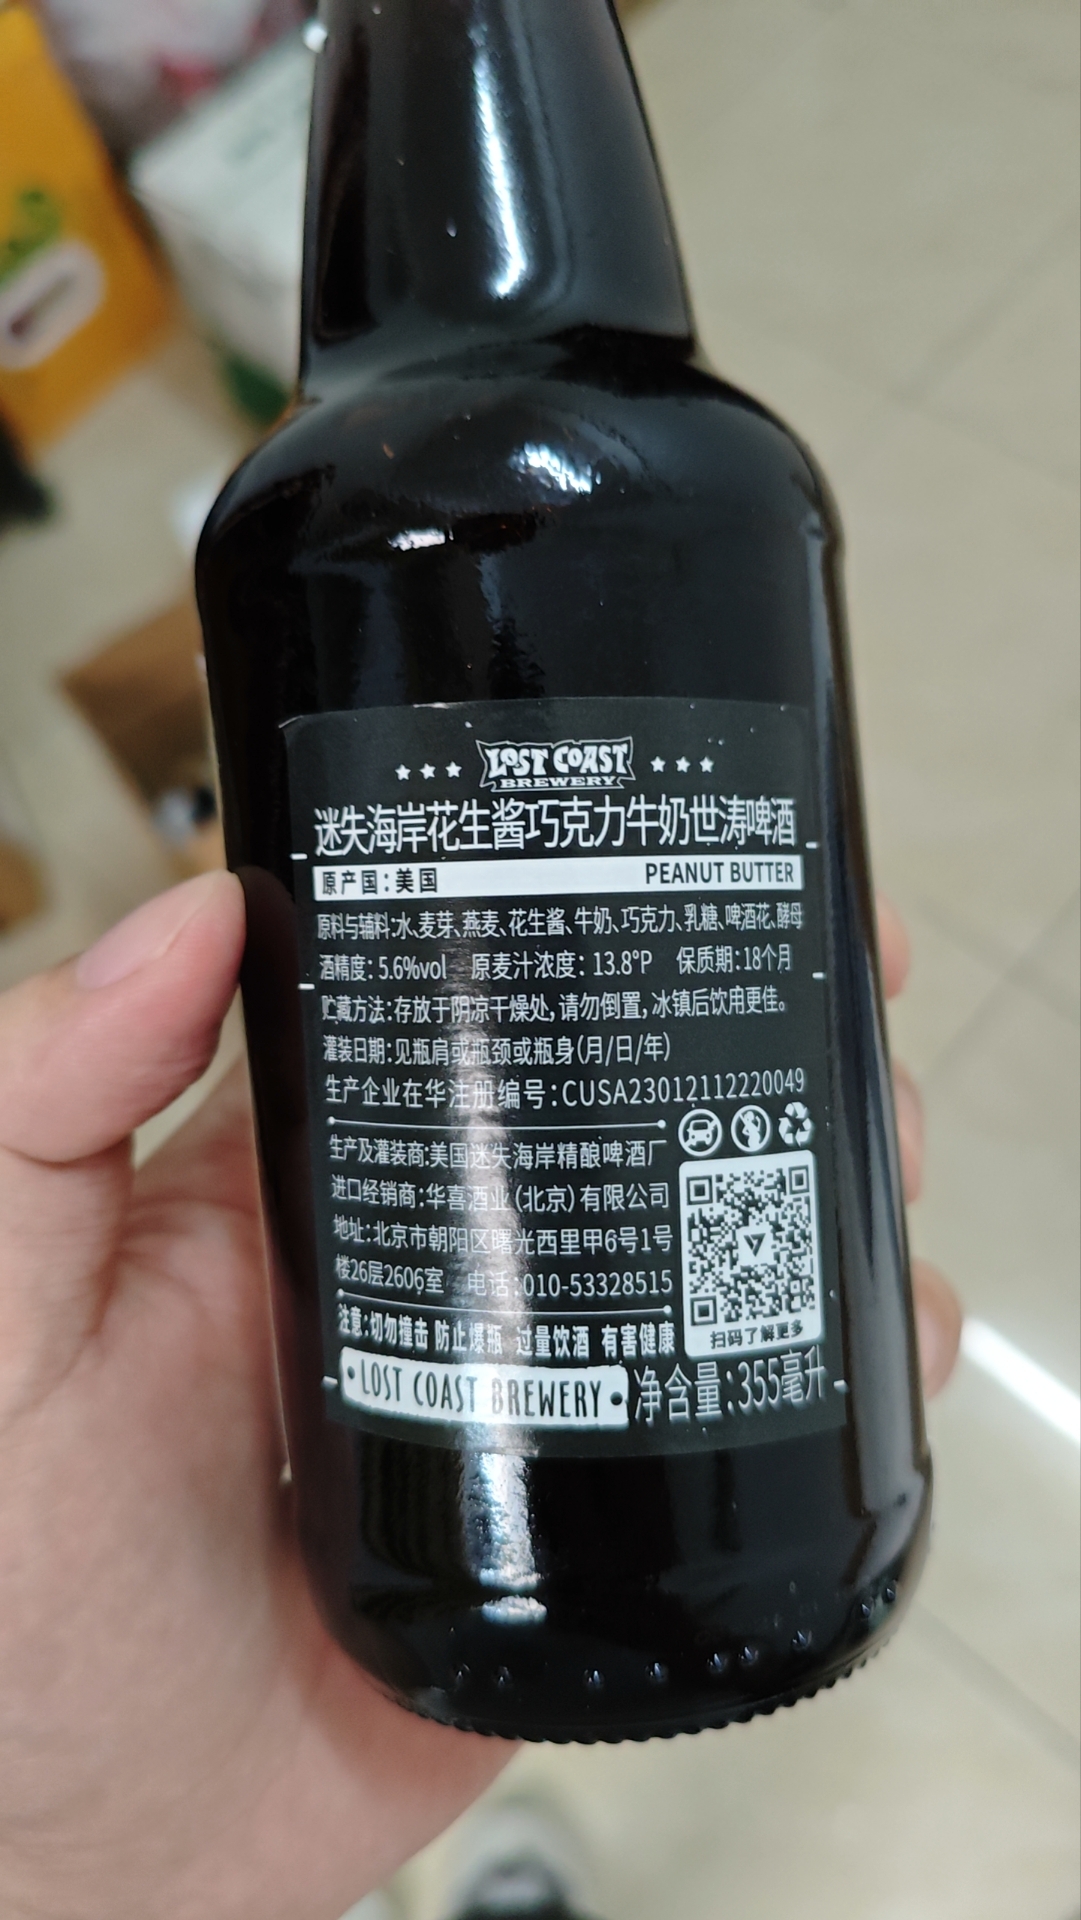 LOST COAST
BREWERY
迷失海岸花生酱巧克力牛奶世涛啤酒
原产国:美国 PEANUT BUTTER
原料与辅料:水、麦芽、燕麦、花生酱、牛奶、巧克力、乳糖、啤酒花、酵母
酒精度:5.6%vol 原麦汁浓度:13.8°P 保质期:18个月
贮藏方法:存放于阴凉干燥处,请勿倒置,冰镇后饮用更佳。
灌装日期:见瓶肩或瓶颈或瓶身(月/日/年)
生产企业在华注册编号:CUSA23012112220049
生产及灌装商:美国迷失海岸精酿啤酒厂
进口经销商:华喜酒业(北京)有限公司
地址:北京市朝阳区曙光西里甲6号1号
楼26层2606室 电话:010-53328515
注意:切勿撞击 防止爆瓶 过量饮酒 有害健康
扫码了解更多
•LOST COAST BREWERY• 净含量:355毫升